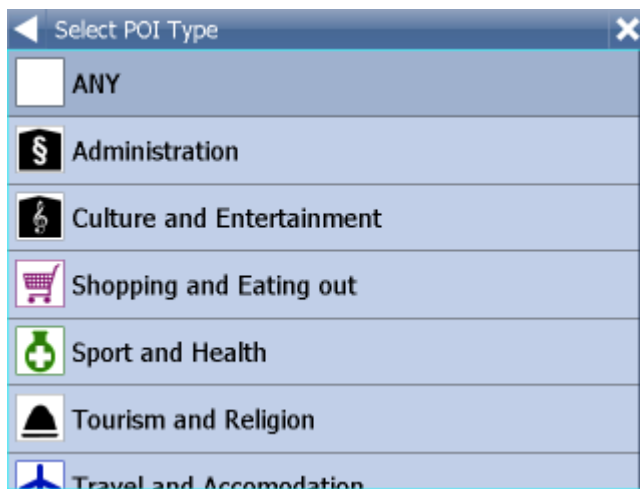 Select POI Type
ANY
§ Administration
Culture and Entertainment
Shopping and Eating out
Sport and Health
Tourism and Religion
Travel and Accomodation